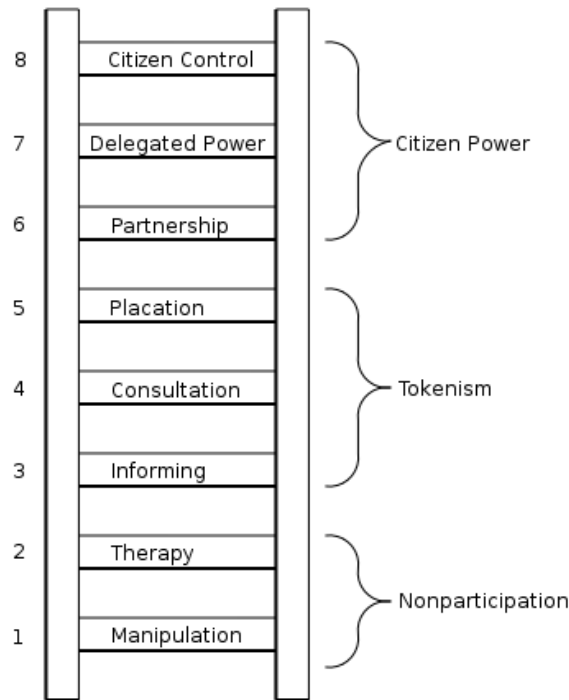 8 Citizen Control
7 Delegated Power
Citizen Power
6 Partnership
5 Placation
4 Consultation
Tokenism
3 Informing
2 Therapy
Nonparticipation
1 Manipulation